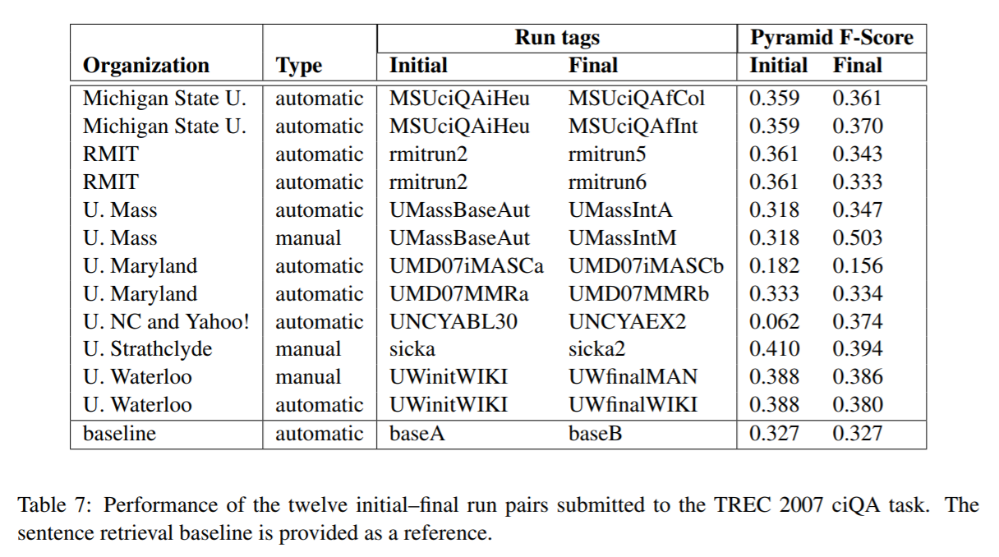 Run tags Pyramid F-Score
Organization Type Initial Final Initial Final
Michigan State U. automatic MSUciQAiHeu MSUciQAfCol 0.359 0.361
Michigan State U. automatic MSUciQAiHeu MSUciQAfInt 0.359 0.370
RMIT automatic rmitrun2 rmitrun5 0.361 0.343
RMIT automatic rmitrun2 rmitrun6 0.361 0.333
U. Mass automatic UMassBaseAut UMassIntA 0.318 0.347
U. Mass manual UMassBaseAut UMassIntM 0.318 0.503
U. Maryland automatic UMD07iMASCa UMD07iMASCb 0.182 0.156
U. Maryland automatic UMD07MMRa UMD07MMRb 0.333 0.334
U. NC and Yahoo! automatic UNCYABL30 UNCYAEX2 0.062 0.374
U. Strathclyde manual sicka sicka2 0.410 0.394
U. Waterloo manual UWinitWIKI UWfinalMAN 0.388 0.386
U. Waterloo automatic UWinitWIKI UWfinalWIKI 0.388 0.380
baseline automatic baseA baseB 0.327 0.327
Table 7: Performance of the twelve initial–final run pairs submitted to the TREC 2007 ciQA task. The
sentence retrieval baseline is provided as a reference.